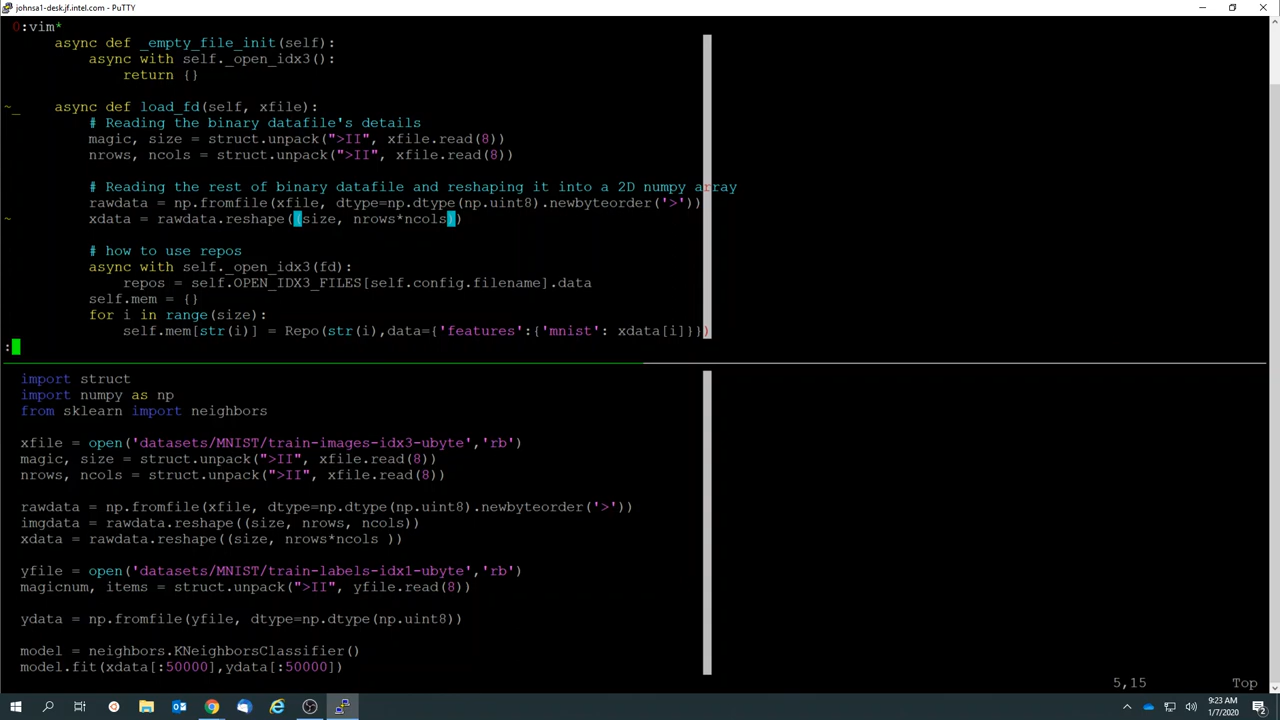 johnsa1-desk.jf.intel.com - PuTTY
0:vim*
async def _empty_file_init(self):
async with self._open_idx3():
return {}
~_ async def load_fd(self, xfile):
# Reading the binary datafile's details
magic, size = struct.unpack(">II", xfile.read(8))
nrows, ncols = struct.unpack(">II", xfile.read(8))
# Reading the rest of binary datafile and reshaping it into a 2D numpy array
rawdata = np.fromfile(xfile, dtype=np.dtype(np.uint8).newbyteorder('>'))
~ xdata = rawdata.reshape((size, nrows*ncols))
# how to use repos
async with self._open_idx3(fd):
repos = self.OPEN_IDX3_FILES[self.config.filename].data
self.mem = {}
for i in range(size):
self.mem[str(i)] = Repo(str(i),data={'features':{'mnist': xdata[i]}})
:
import struct
import numpy as np
from sklearn import neighbors
xfile = open('datasets/MNIST/train-images-idx3-ubyte','rb')
magic, size = struct.unpack(">II", xfile.read(8))
nrows, ncols = struct.unpack(">II", xfile.read(8))
rawdata = np.fromfile(xfile, dtype=np.dtype(np.uint8).newbyteorder('>'))
imgdata = rawdata.reshape((size, nrows, ncols))
xdata = rawdata.reshape((size, nrows*ncols ))
yfile = open('datasets/MNIST/train-labels-idx1-ubyte','rb')
magicnum, items = struct.unpack(">II", yfile.read(8))
ydata = np.fromfile(yfile, dtype=np.dtype(np.uint8))
model = neighbors.KNeighborsClassifier()
model.fit(xdata[:50000],ydata[:50000])
5,15 Top
9:23 AM
1/7/2020
2